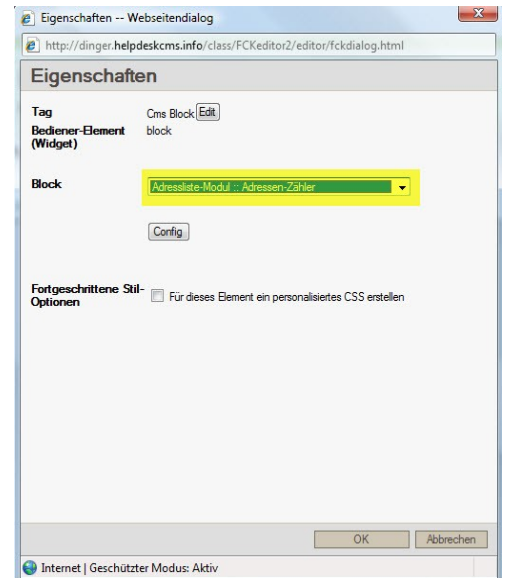 Eigenschaften -- Webseitendialog
http://dinger.helpdeskcms.info/class/FCKeditor2/editor/fckdialog.html
Eigenschaften
Tag Cms Block Edit
Bediener-Element (Widget) block
Block Adressliste-Modul :: Adressen-Zähler
Config
Fortgeschrittene Stil-Optionen Für dieses Element ein personalisiertes CSS erstellen
OK Abbrechen
Internet | Geschützter Modus: Aktiv